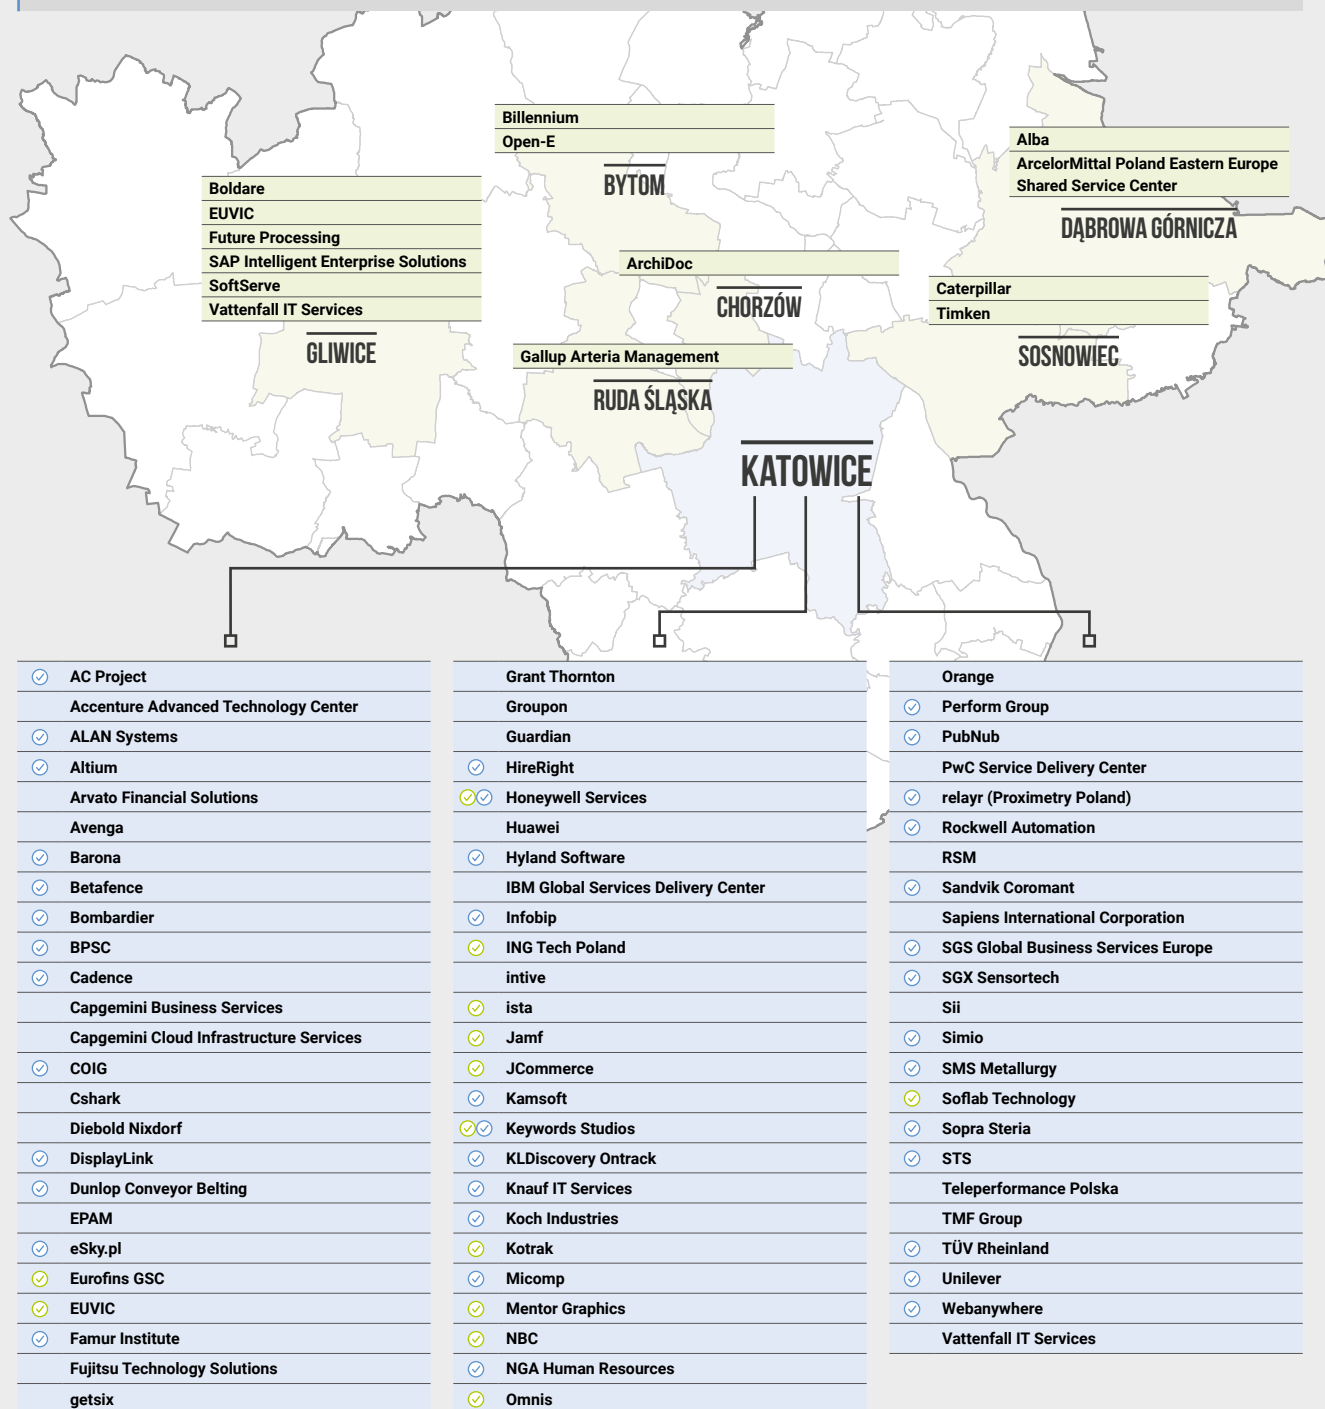 Billennium
Open-E
BYTOM
Alba
ArcelorMittal Poland Eastern Europe
Shared Service Center
DĄBROWA GÓRNICZA
Boldare
EUVIC
Future Processing
SAP Intelligent Enterprise Solutions
SoftServe
Vattenfall IT Services
GLIWICE
ArchiDoc
CHORZÓW
Caterpillar
Timken
SOSNOWIEC
Gallup Arteria Management
RUDA ŚLĄSKA
KATOWICE
AC Project
Accenture Advanced Technology Center
ALAN Systems
Altium
Arvato Financial Solutions
Avenga
Barona
Betafence
Bombardier
BPSC
Cadence
Capgemini Business Services
Capgemini Cloud Infrastructure Services
COIG
Cshark
Diebold Nixdorf
DisplayLink
Dunlop Conveyor Belting
EPAM
eSky.pl
Eurofins GSC
EUVIC
Famur Institute
Fujitsu Technology Solutions
getsix
Grant Thornton
Groupon
Guardian
HireRight
Honeywell Services
Huawei
Hyland Software
IBM Global Services Delivery Center
Infobip
ING Tech Poland
intive
ista
Jamf
JCommerce
Kamsoft
Keywords Studios
KLDiscovery Ontrack
Knauf IT Services
Koch Industries
Kotrak
Micomp
Mentor Graphics
NBC
NGA Human Resources
Omnis
Orange
Perform Group
PubNub
PwC Service Delivery Center
relayr (Proximetry Poland)
Rockwell Automation
RSM
Sandvik Coromant
Sapiens International Corporation
SGS Global Business Services Europe
SGX Sensortech
Sii
Simio
SMS Metallurgy
Soflab Technology
Sopra Steria
STS
Teleperformance Polska
TMF Group
TÜV Rheinland
Unilever
Webanywhere
Vattenfall IT Services